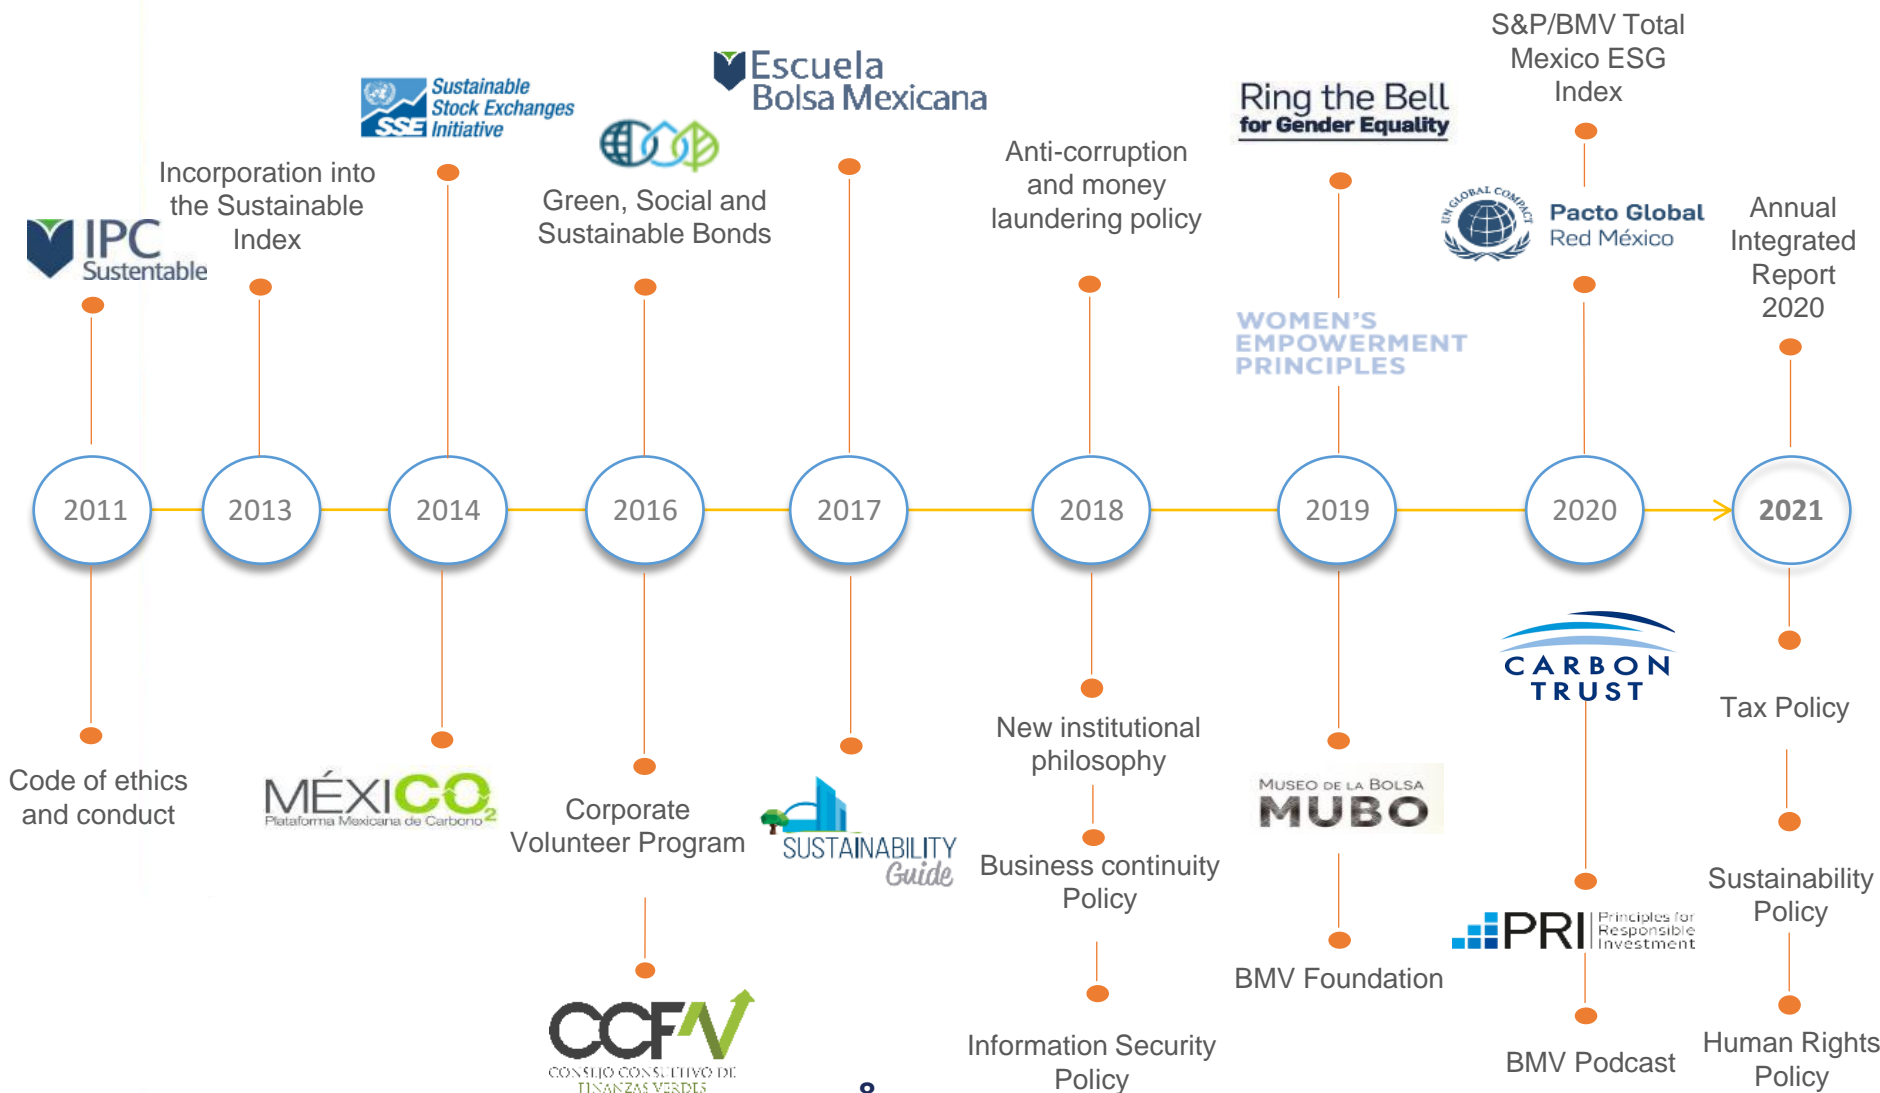 IPC
Sustentable
Incorporation into
the Sustainable
Index
Sustainable
Stock Exchanges
Initiative
SSE
Green, Social and
Sustainable Bonds
Escuela
Bolsa Mexicana
Anti-corruption
and money
laundering policy
Ring the Bell
for Gender Equality
WOMEN'S
EMPOWERMENT
PRINCIPLES
S&P/BMV Total
Mexico ESG
Index
UN GLOBAL COMPACT
Pacto Global
Red México
Annual
Integrated
Report
2020
2011
2013
2014
2016
2017
2018
2019
2020
2021
Code of ethics
and conduct
MÉXICO2
Plataforma Mexicana de Carbono
Corporate
Volunteer Program
CCFV
CONSEJO CONSULTIVO DE
FINANZAS VERDES
SUSTAINABILITY
Guide
New institutional
philosophy
Business continuity
Policy
Information Security
Policy
MUSEO DE LA BOLSA
MUBO
BMV Foundation
CARBON
TRUST
PRI
Principles for
Responsible
Investment
BMV Podcast
Tax Policy
Sustainability
Policy
Human Rights
Policy
8